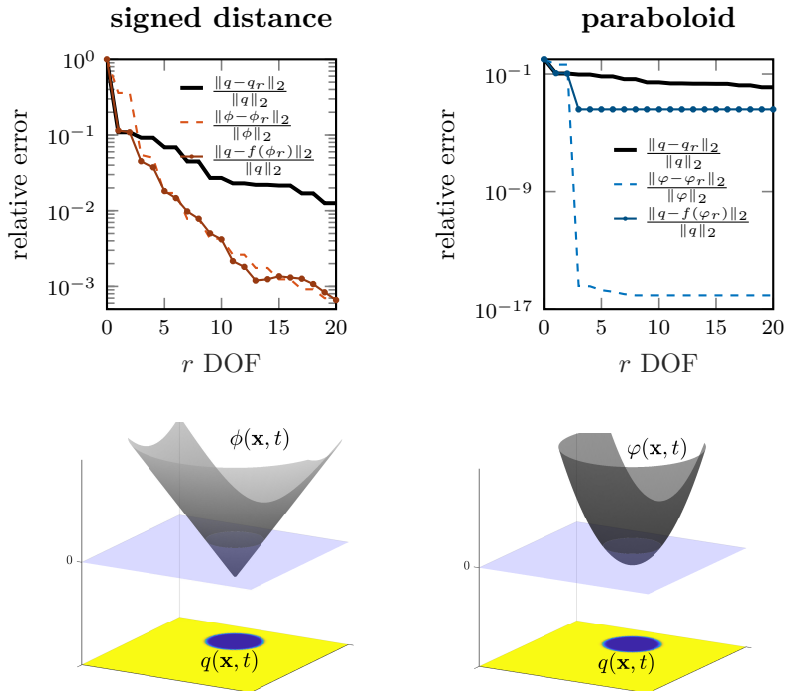 signed distance
relative error
10^0
10^{-1}
10^{-2}
10^{-3}
0 5 10 15 20
r DOF
‖q−q_r‖_2 / ‖q‖_2
‖ϕ−ϕ_r‖_2 / ‖ϕ‖_2
‖q−f(ϕ_r)‖_2 / ‖q‖_2
paraboloid
relative error
10^{-1}
10^{-9}
10^{-17}
0 5 10 15 20
r DOF
‖q−q_r‖_2 / ‖q‖_2
‖φ−φ_r‖_2 / ‖φ‖_2
‖q−f(φ_r)‖_2 / ‖q‖_2
ϕ(x, t)
0
q(x, t)
φ(x, t)
0
q(x, t)